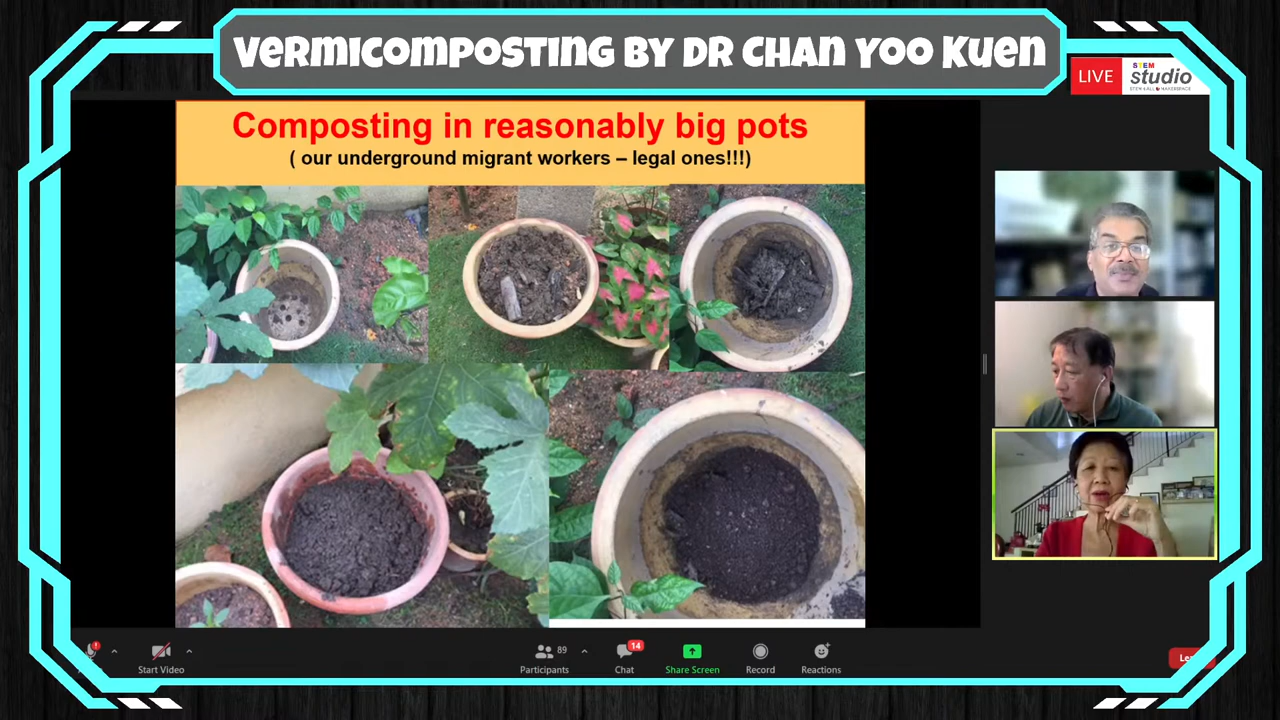 VERMICOMPOSTING BY DR CHAN YOO KUEN
LIVE
STEM
studio
Composting in reasonably big pots
( our underground migrant workers – legal ones!!!)
Start Video
Participants
89
Chat
14
Share Screen
Record
Reactions